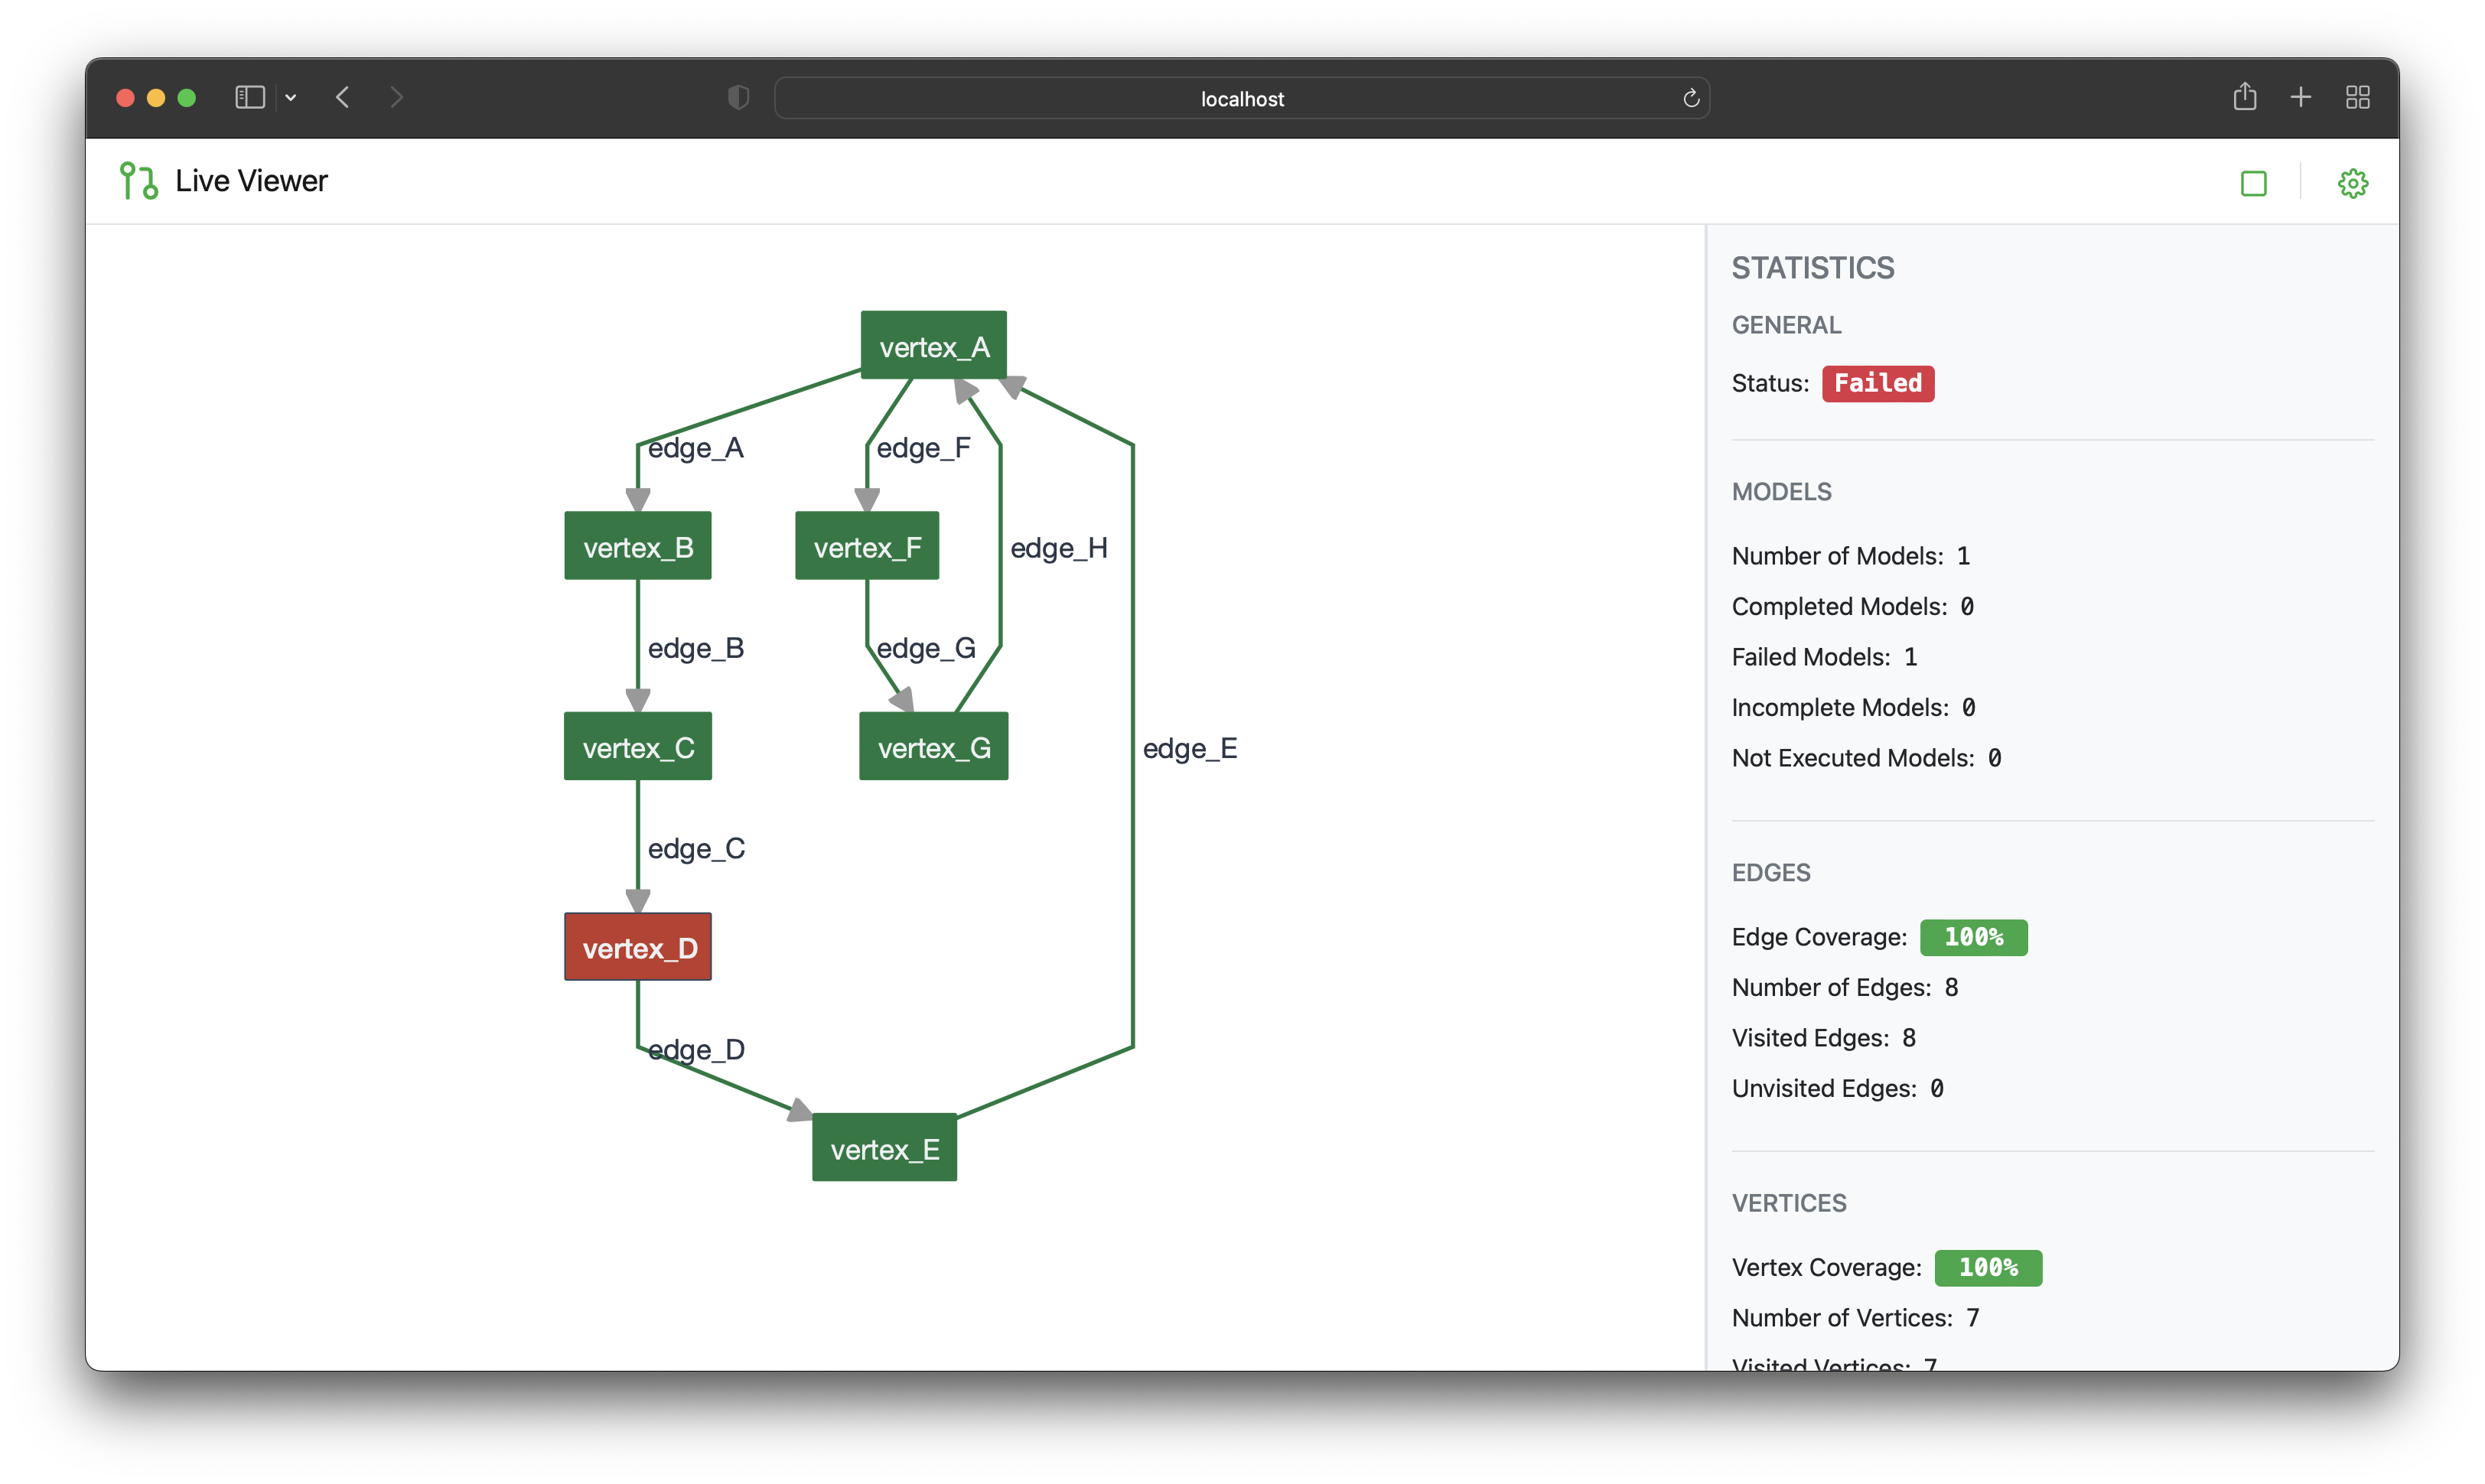 localhost
Live Viewer
vertex_A
edge_A
edge_F
vertex_B
vertex_F
edge_H
edge_B
edge_G
vertex_C
vertex_G
edge_E
edge_C
vertex_D
edge_D
vertex_E
STATISTICS
GENERAL
Status: Failed
MODELS
Number of Models: 1
Completed Models: 0
Failed Models: 1
Incomplete Models: 0
Not Executed Models: 0
EDGES
Edge Coverage: 100%
Number of Edges: 8
Visited Edges: 8
Unvisited Edges: 0
VERTICES
Vertex Coverage: 100%
Number of Vertices: 7
Visited Vertices: 7